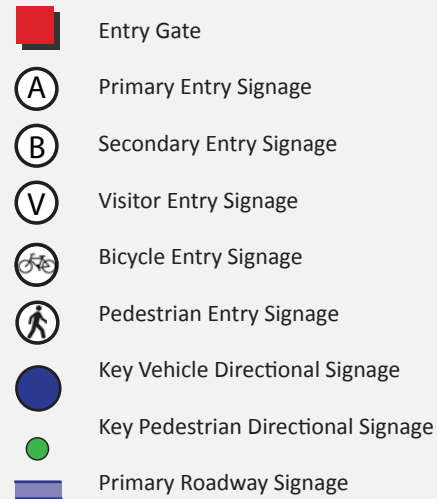 Entry Gate
A Primary Entry Signage
B Secondary Entry Signage
V Visitor Entry Signage
Bicycle Entry Signage
Pedestrian Entry Signage
Key Vehicle Directional Signage
Key Pedestrian Directional Signage
Primary Roadway Signage